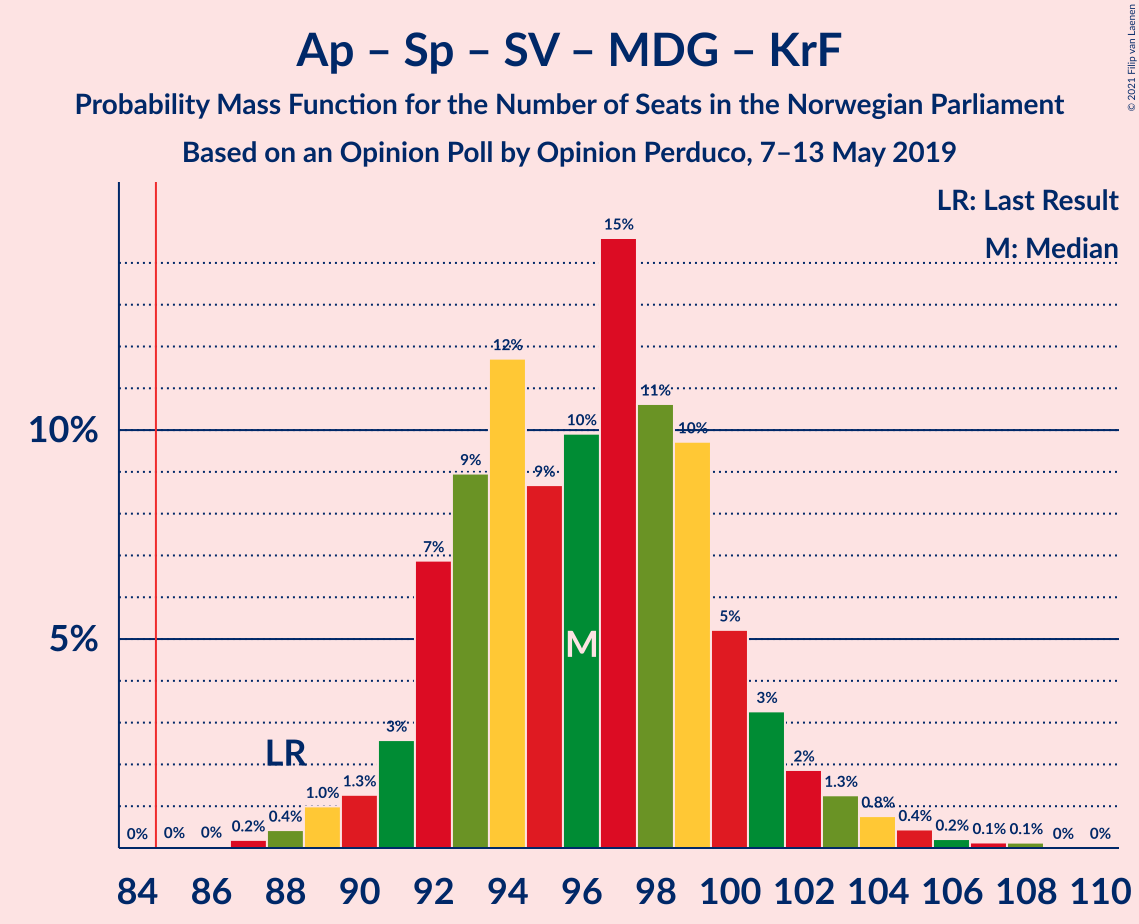 Ap – Sp – SV – MDG – KrF
Probability Mass Function for the Number of Seats in the Norwegian Parliament
Based on an Opinion Poll by Opinion Perduco, 7–13 May 2019
© 2021 Filip van Laenen
LR: Last Result
M: Median
10%
5%
0% 0% 0% 0.2% 0.4% 1.0% 1.3% 3% 7% 9% 12% 9% 10% 15% 11% 10% 5% 3% 2% 1.3% 0.8% 0.4% 0.2% 0.1% 0.1% 0% 0%
LR
M
84 86 88 90 92 94 96 98 100 102 104 106 108 110